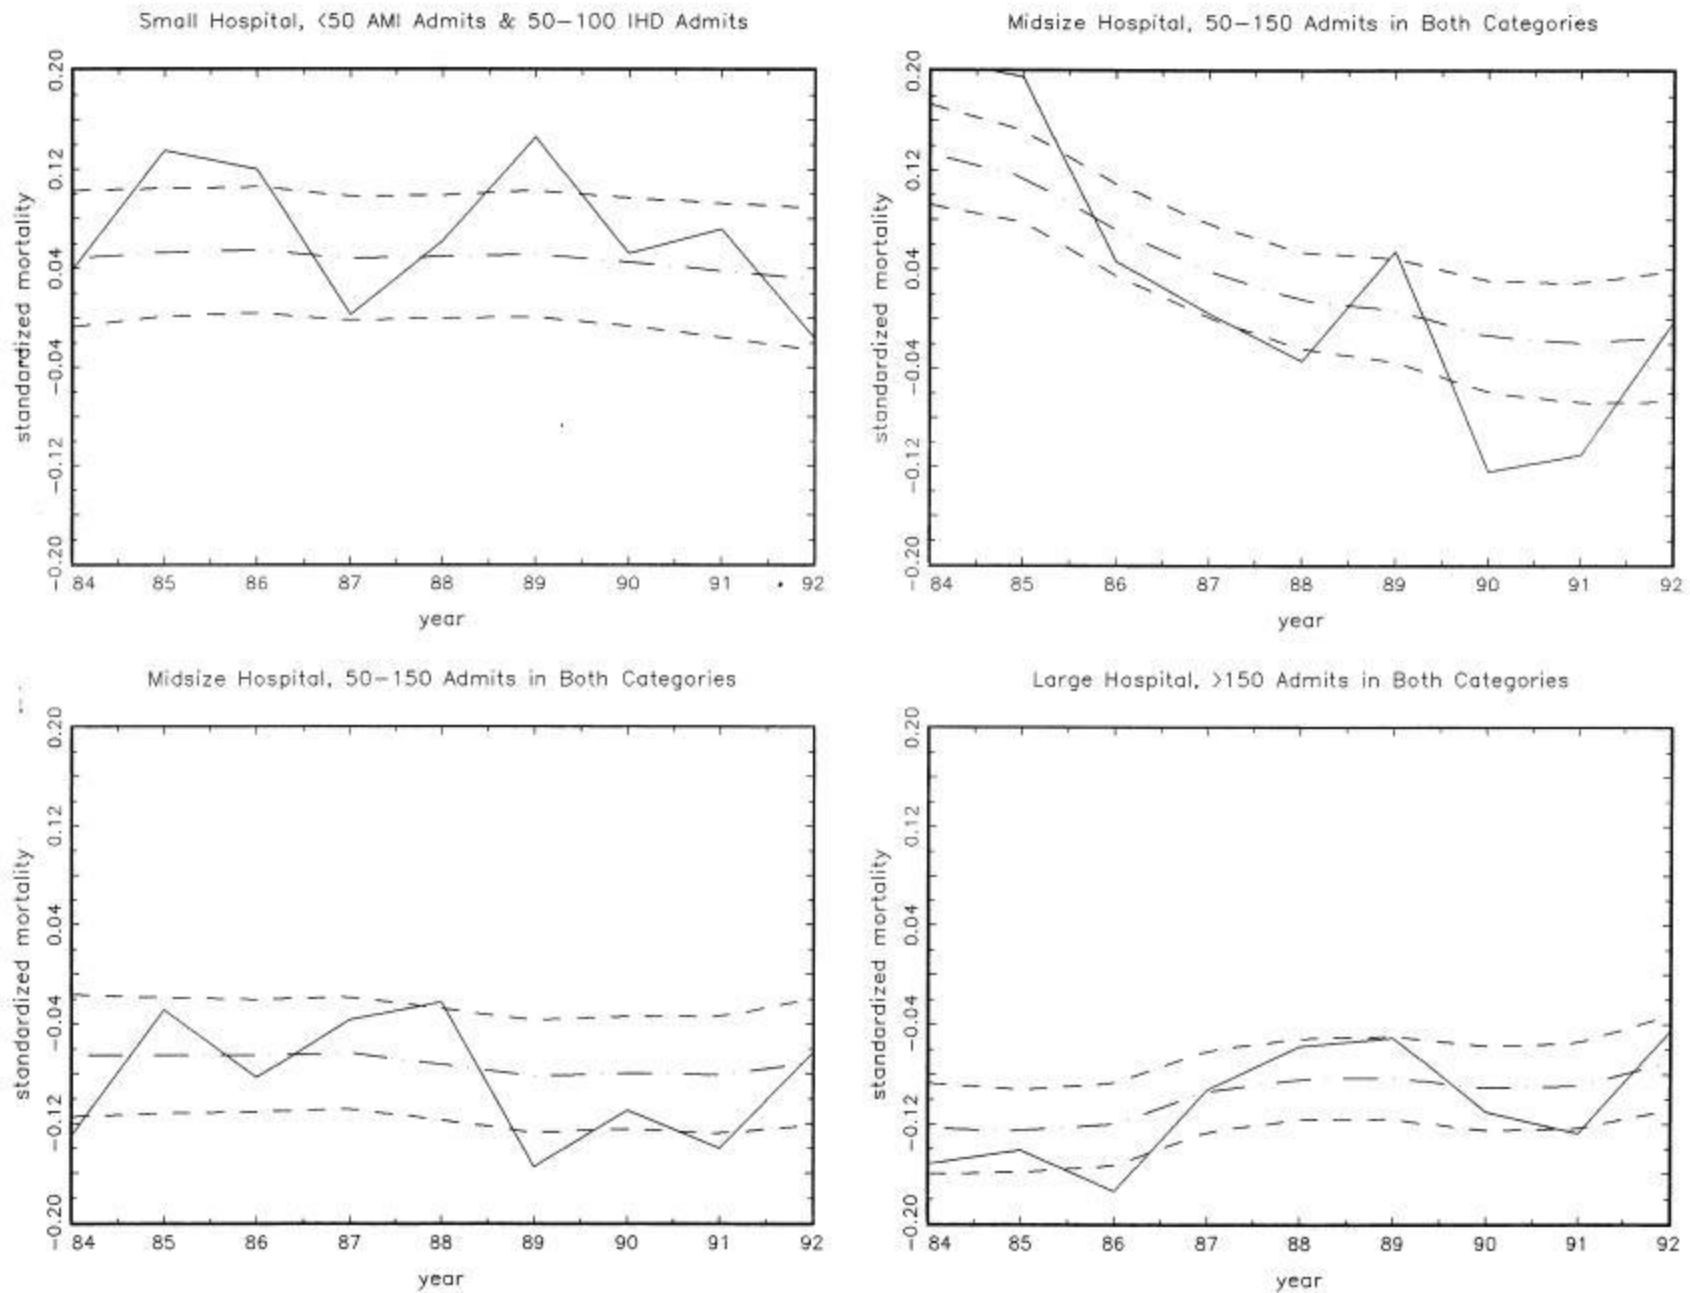 Small Hospital, <50 AMI Admits & 50-100 IHD Admits
standardized mortality
0.20
0.12
0.04
-0.04
-0.12
-0.20
84 85 86 87 88 89 90 91 92
year
Midsize Hospital, 50-150 Admits in Both Categories
standardized mortality
0.20
0.12
0.04
-0.04
-0.12
-0.20
84 85 86 87 88 89 90 91 92
year
Midsize Hospital, 50-150 Admits in Both Categories
standardized mortality
0.20
0.12
0.04
-0.04
-0.12
-0.20
84 85 86 87 88 89 90 91 92
year
Large Hospital, >150 Admits in Both Categories
standardized mortality
0.20
0.12
0.04
-0.04
-0.12
-0.20
84 85 86 87 88 89 90 91 92
year